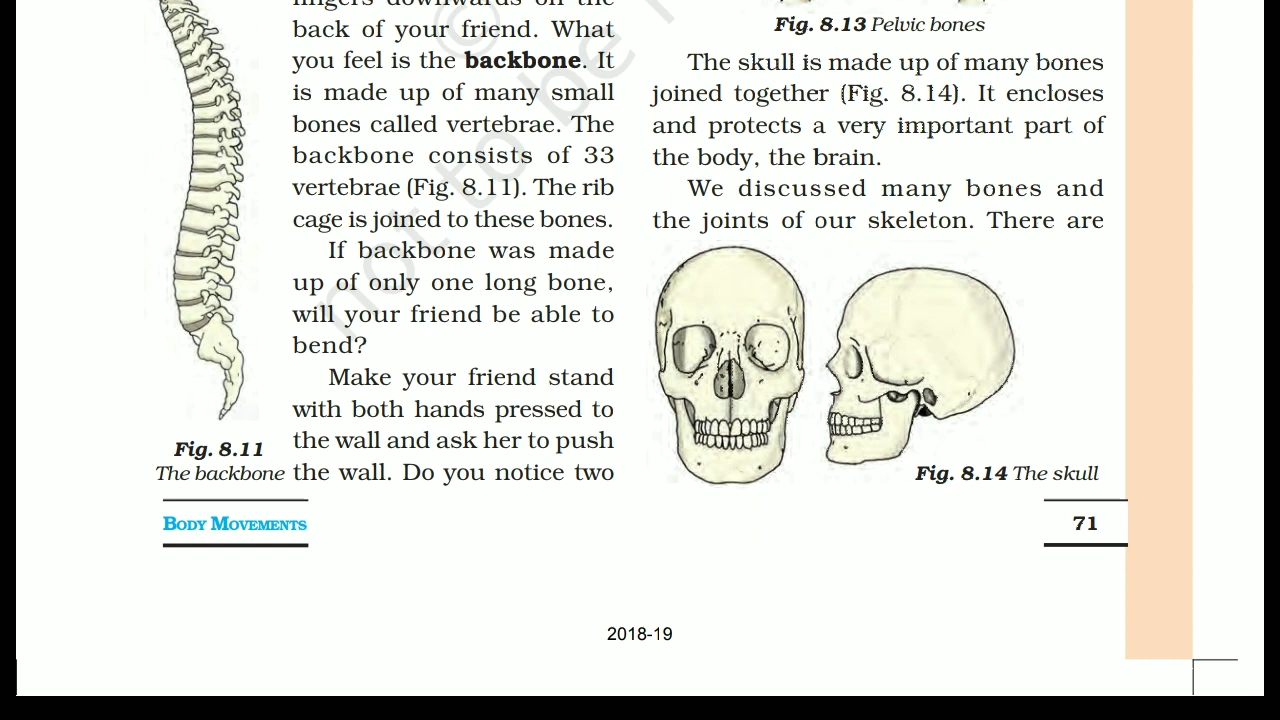 fingers downwards on the
back of your friend. What
you feel is the backbone. It
is made up of many small
bones called vertebrae. The
backbone consists of 33
vertebrae (Fig. 8.11). The rib
cage is joined to these bones.
If backbone was made
up of only one long bone,
will your friend be able to
bend?
Make your friend stand
with both hands pressed to
the wall and ask her to push
the wall. Do you notice two
Fig. 8.11
The backbone
Fig. 8.13 Pelvic bones
The skull is made up of many bones
joined together (Fig. 8.14). It encloses
and protects a very important part of
the body, the brain.
We discussed many bones and
the joints of our skeleton. There are
Fig. 8.14 The skull
BODY MOVEMENTS
71
2018-19
©
not to be